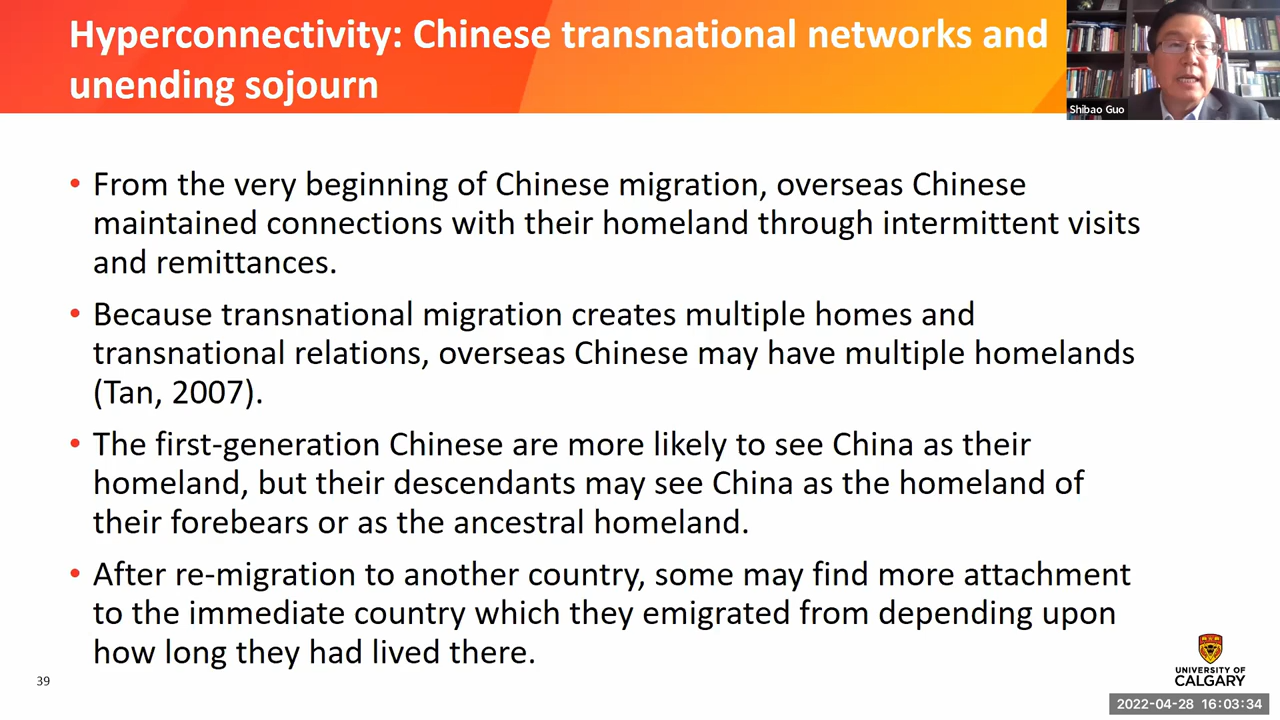 Hyperconnectivity: Chinese transnational networks and
unending sojourn
Shibao Guo
• From the very beginning of Chinese migration, overseas Chinese
maintained connections with their homeland through intermittent visits
and remittances.
• Because transnational migration creates multiple homes and
transnational relations, overseas Chinese may have multiple homelands
(Tan, 2007).
• The first-generation Chinese are more likely to see China as their
homeland, but their descendants may see China as the homeland of
their forebears or as the ancestral homeland.
• After re-migration to another country, some may find more attachment
to the immediate country which they emigrated from depending upon
how long they had lived there.
39
UNIVERSITY OF
CALGARY
2022-04-28 16:03:34